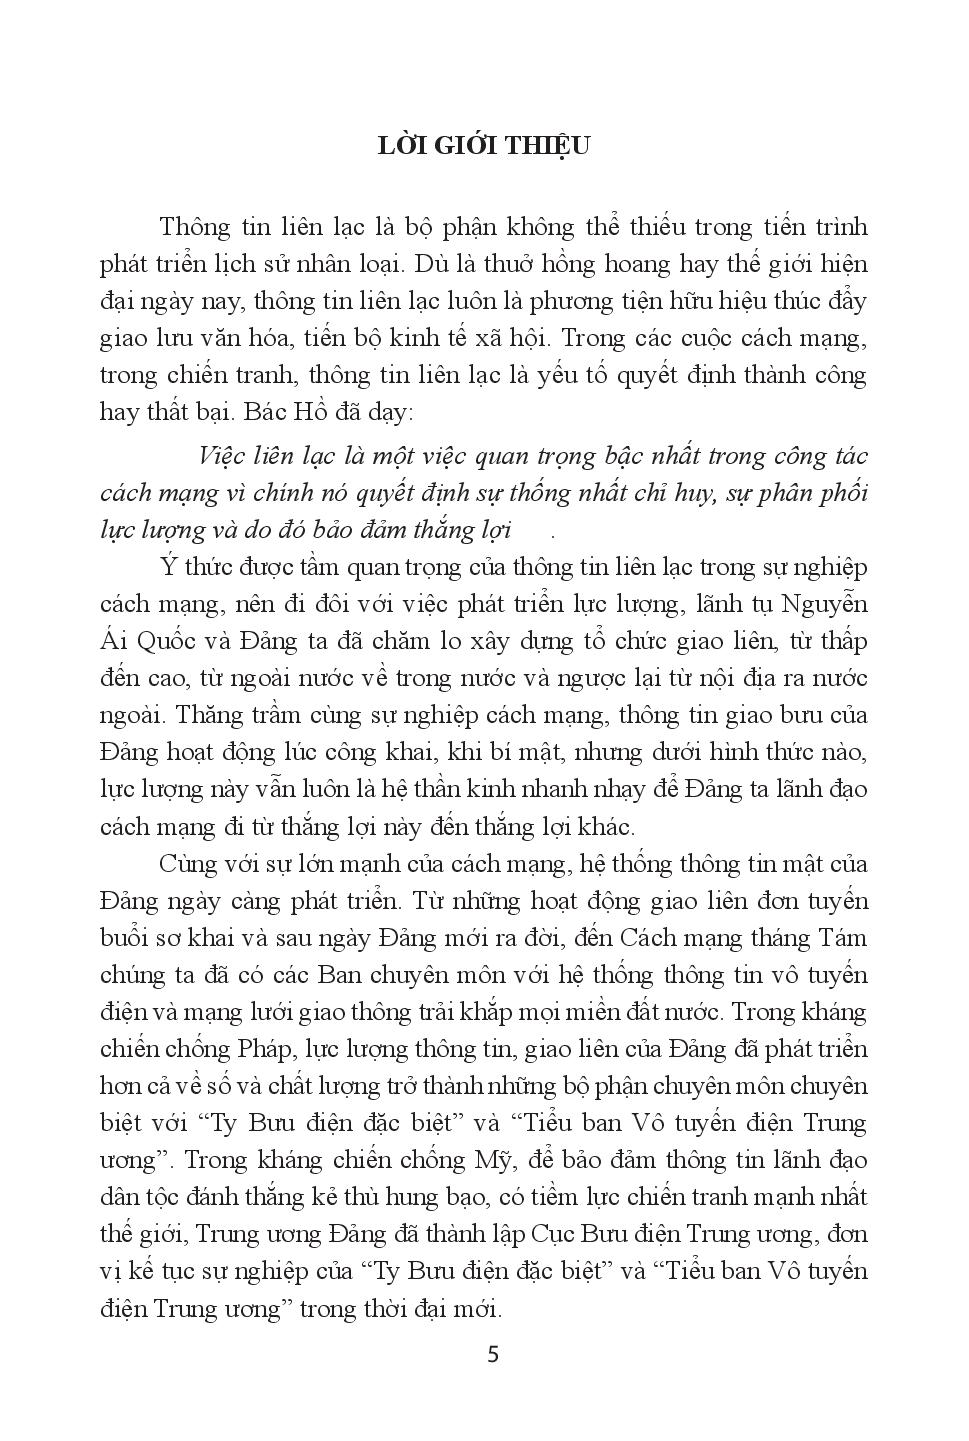 LỜI GIỚI THIỆU
Thông tin liên lạc là bộ phận không thể thiếu trong tiến trình
phát triển lịch sử nhân loại. Dù là thuở hồng hoang hay thế giới hiện
đại ngày nay, thông tin liên lạc luôn là phương tiện hữu hiệu thúc đẩy
giao lưu văn hóa, tiến bộ kinh tế xã hội. Trong các cuộc cách mạng,
trong chiến tranh, thông tin liên lạc là yếu tố quyết định thành công
hay thất bại. Bác Hồ đã dạy:
Việc liên lạc là một việc quan trọng bậc nhất trong công tác
cách mạng vì chính nó quyết định sự thống nhất chỉ huy, sự phân phối
lực lượng và do đó bảo đảm thắng lợi .
Ý thức được tầm quan trọng của thông tin liên lạc trong sự nghiệp
cách mạng, nên đi đôi với việc phát triển lực lượng, lãnh tụ Nguyễn
Ái Quốc và Đảng ta đã chăm lo xây dựng tổ chức giao liên, từ thấp
đến cao, từ ngoài nước về trong nước và ngược lại từ nội địa ra nước
ngoài. Thăng trầm cùng sự nghiệp cách mạng, thông tin giao bưu của
Đảng hoạt động lúc công khai, khi bí mật, nhưng dưới hình thức nào,
lực lượng này vẫn luôn là hệ thần kinh nhanh nhạy để Đảng ta lãnh đạo
cách mạng đi từ thắng lợi này đến thắng lợi khác.
Cùng với sự lớn mạnh của cách mạng, hệ thống thông tin mật của
Đảng ngày càng phát triển. Từ những hoạt động giao liên đơn tuyến
buổi sơ khai và sau ngày Đảng mới ra đời, đến Cách mạng tháng Tám
chúng ta đã có các Ban chuyên môn với hệ thống thông tin vô tuyến
điện và mạng lưới giao thông trải khắp mọi miền đất nước. Trong kháng
chiến chống Pháp, lực lượng thông tin, giao liên của Đảng đã phát triển
hơn cả về số và chất lượng trở thành những bộ phận chuyên môn chuyên
biệt với “Ty Bưu điện đặc biệt” và “Tiểu ban Vô tuyến điện Trung
ương”. Trong kháng chiến chống Mỹ, để bảo đảm thông tin lãnh đạo
dân tộc đánh thắng kẻ thù hung bạo, có tiềm lực chiến tranh mạnh nhất
thế giới, Trung ương Đảng đã thành lập Cục Bưu điện Trung ương, đơn
vị kế tục sự nghiệp của “Ty Bưu điện đặc biệt” và “Tiểu ban Vô tuyến
điện Trung ương” trong thời đại mới.
5